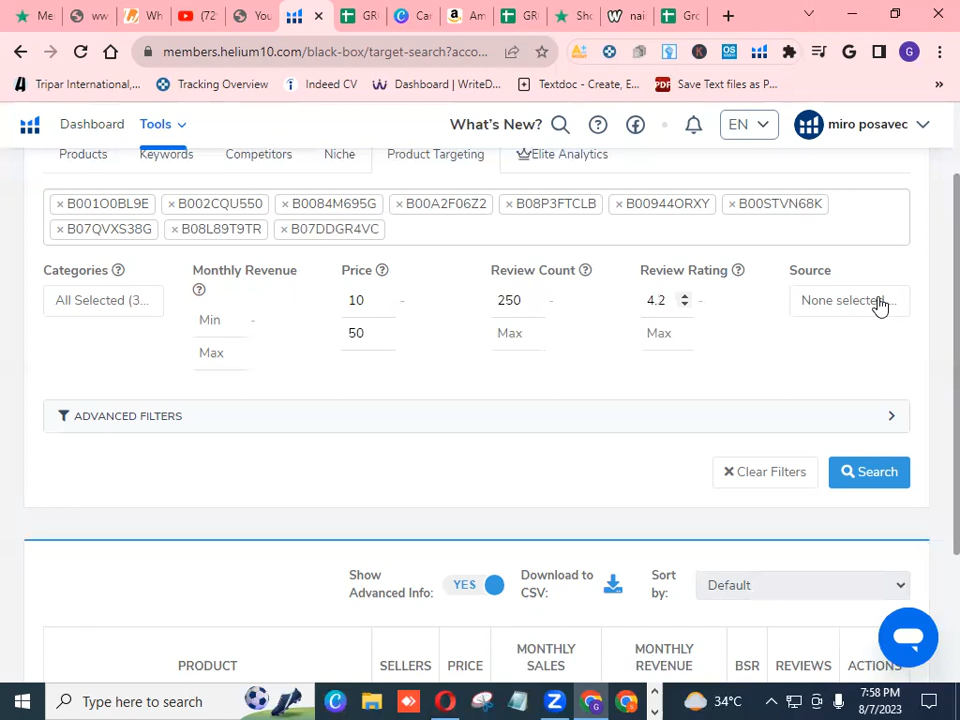 Me
ww
Wh
(72
You
GR
Car
Am
GR
Sho
nai
Gro
members.helium10.com/black-box/target-search?acco...
G
Tripar International,...
Tracking Overview
Indeed CV
Dashboard | WriteD...
Textdoc - Create, E...
PDF
Save Text files as P...
»
Dashboard
Tools
What's New?
EN
miro posavec
Products
Keywords
Competitors
Niche
Product Targeting
Elite Analytics
× B001O0BL9E
× B002CQU550
× B0084M695G
× B00A2F06Z2
× B08P3FTCLB
× B00944ORXY
× B00STVN68K
× B07QVXS38G
× B08L89T9TR
× B07DDGR4VC
Categories
Monthly Revenue
Price
Review Count
Review Rating
Source
All Selected (3...
Min
-
10
-
250
-
4.2
-
None selected...
Max
50
Max
Max
ADVANCED FILTERS
Clear Filters
Search
Show Advanced Info:
YES
Download to CSV:
Sort by:
Default
PRODUCT
SELLERS
PRICE
MONTHLY SALES
MONTHLY REVENUE
BSR
REVIEWS
ACTIONS
Type here to search
34°C
7:58 PM
8/7/2023